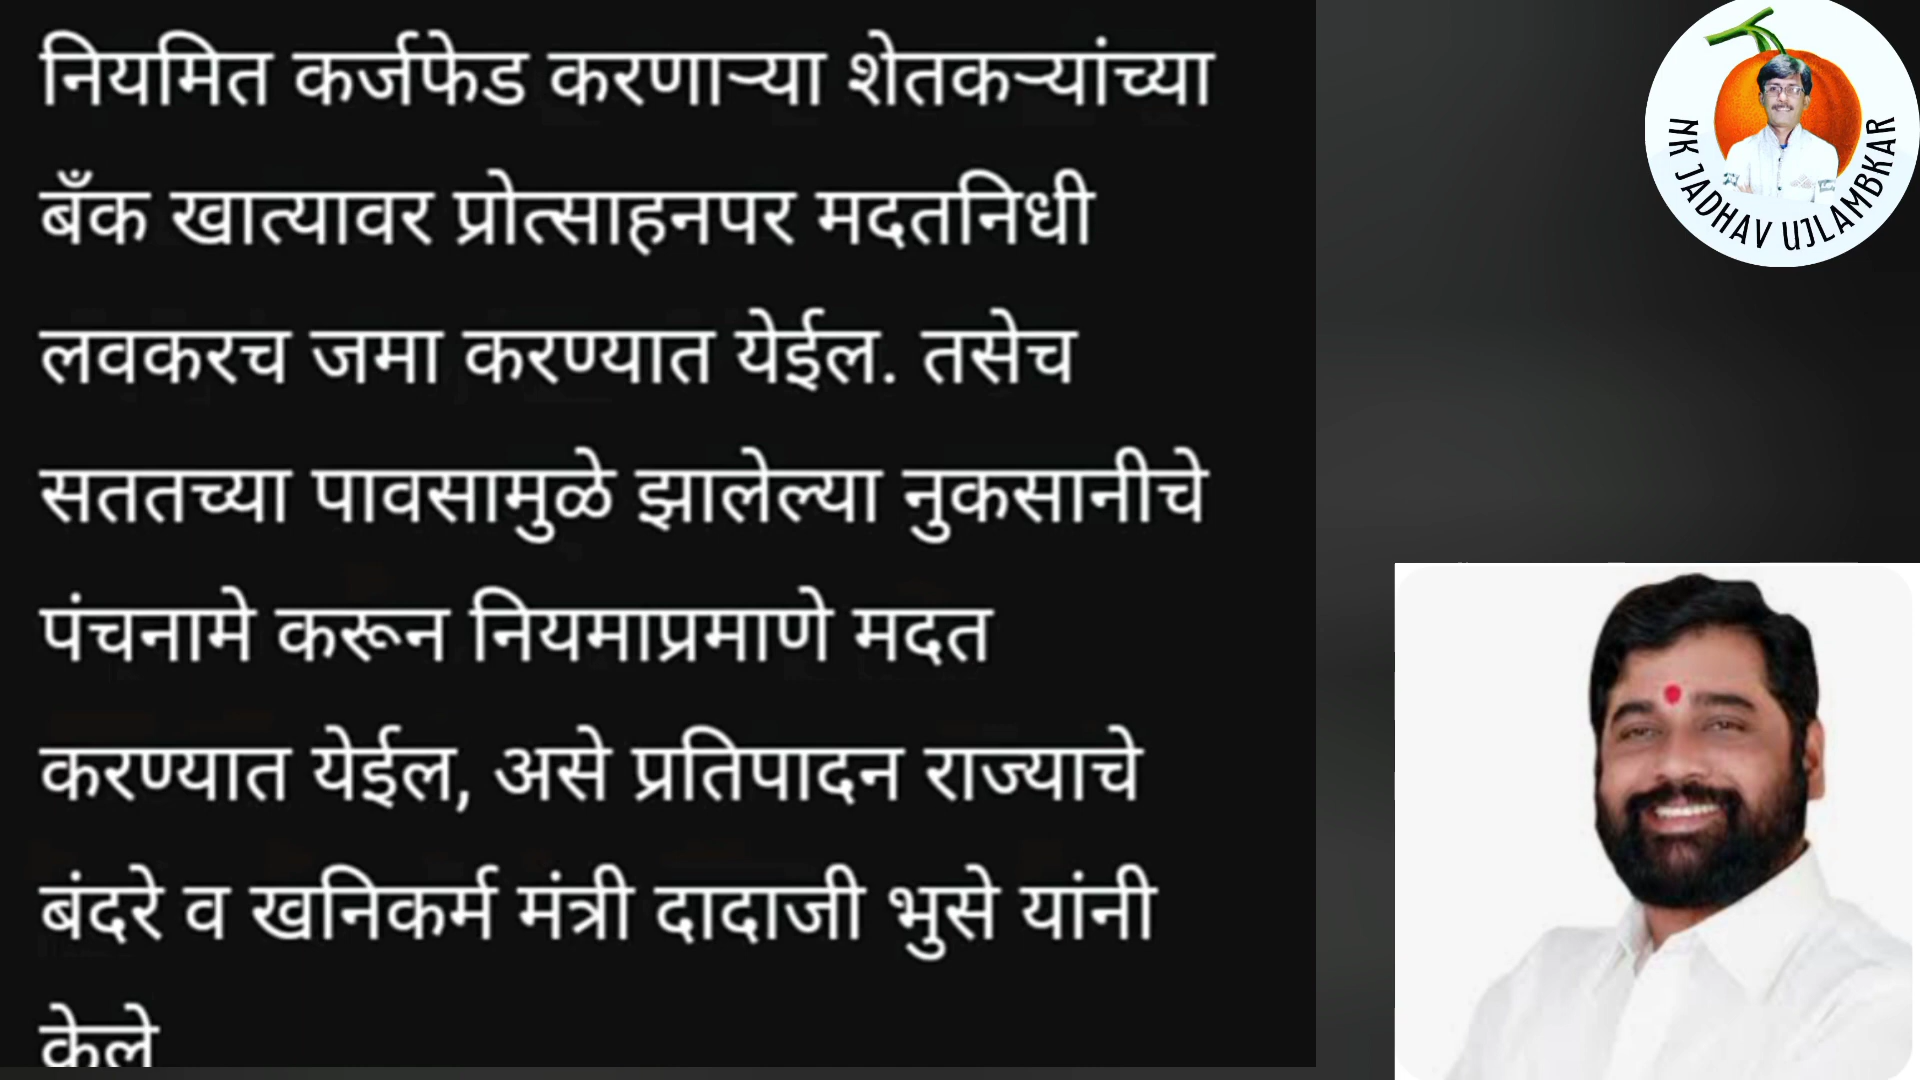 नियमित कर्जफेड करणाऱ्या शेतकऱ्यांच्या
बँक खात्यावर प्रोत्साहनपर मदतनिधी
लवकरच जमा करण्यात येईल. तसेच
सततच्या पावसामुळे झालेल्या नुकसानीचे
पंचनामे करून नियमाप्रमाणे मदत
करण्यात येईल, असे प्रतिपादन राज्याचे
बंदरे व खनिकर्म मंत्री दादाजी भुसे यांनी
केले
NK JADHAV UJLAMBKAR